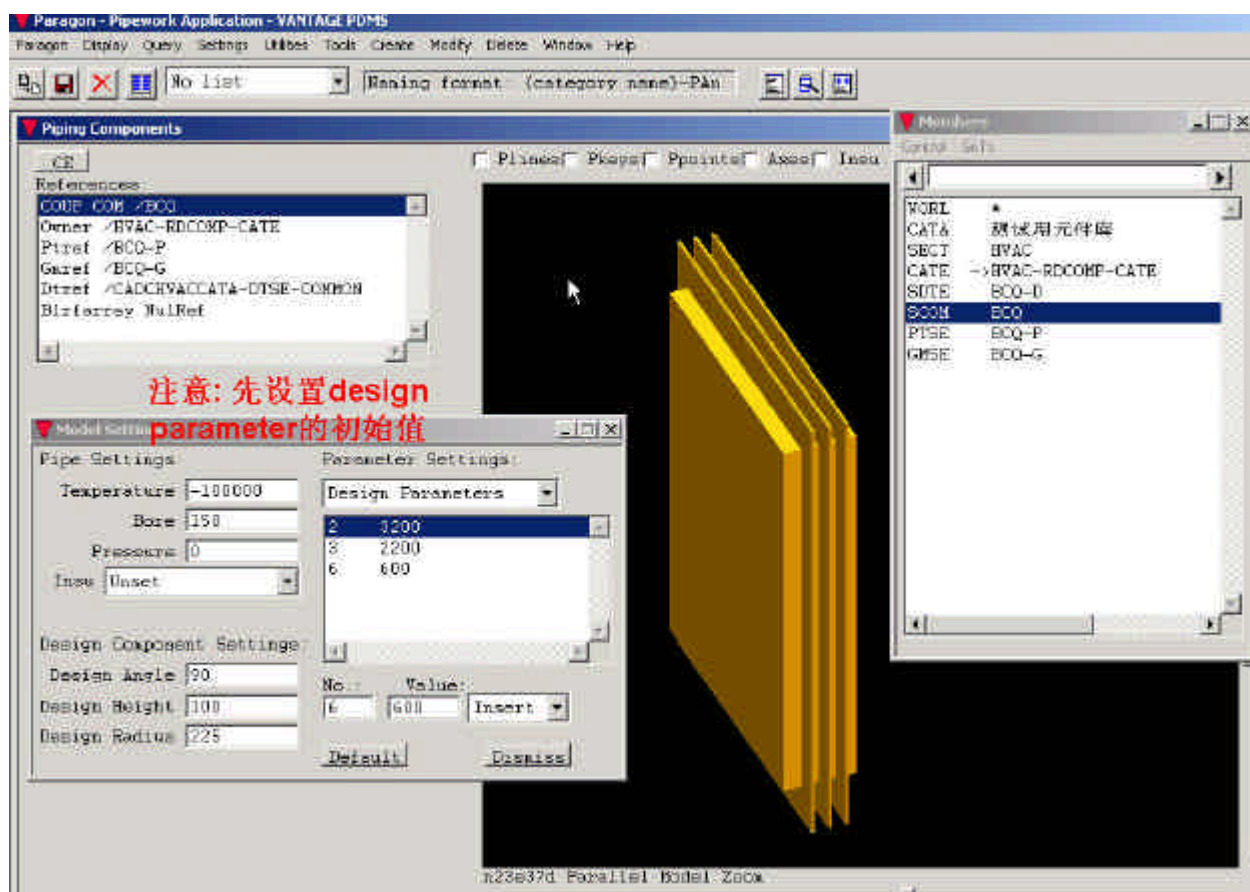 Paragon - Pipework Application - VANTAGE PDMS
Paragon Display Query Settings Utilities Tools Create Modify Delete Window Help
No list
Naming format (category name)-PAn
Piping Components
CE
Plines Pkeys Ppoints Axes Insu
References:
COUP COM /BCQ
Owner /HVAC-RDCOMP-CATE
Ptref /BCQ-P
Gmref /BCQ-G
Dtref /CADCHVACCATA-DTSE-COMMON
Blrfarray NulRef
注意: 先设置design
parameter的初始值
Members
Control GoTo
WORL *
CATA 测试用元件库
SECT HVAC
CATE ->HVAC-RDCOMP-CATE
SDTE BCQ-D
SCOM BCQ
PTSE BCQ-P
GMSE BCQ-G
Model Settings
Pipe Settings
Temperature -100000
Bore 150
Pressure 0
Insu Unset
Design Component Settings:
Design Angle 90
Design Height 100
Design Radius 225
Parameter Settings:
Design Parameters
2 3200
3 2200
6 600
No.: Value:
6 600 Insert
Default Dismiss
n23e37d Parallel Model Zoom